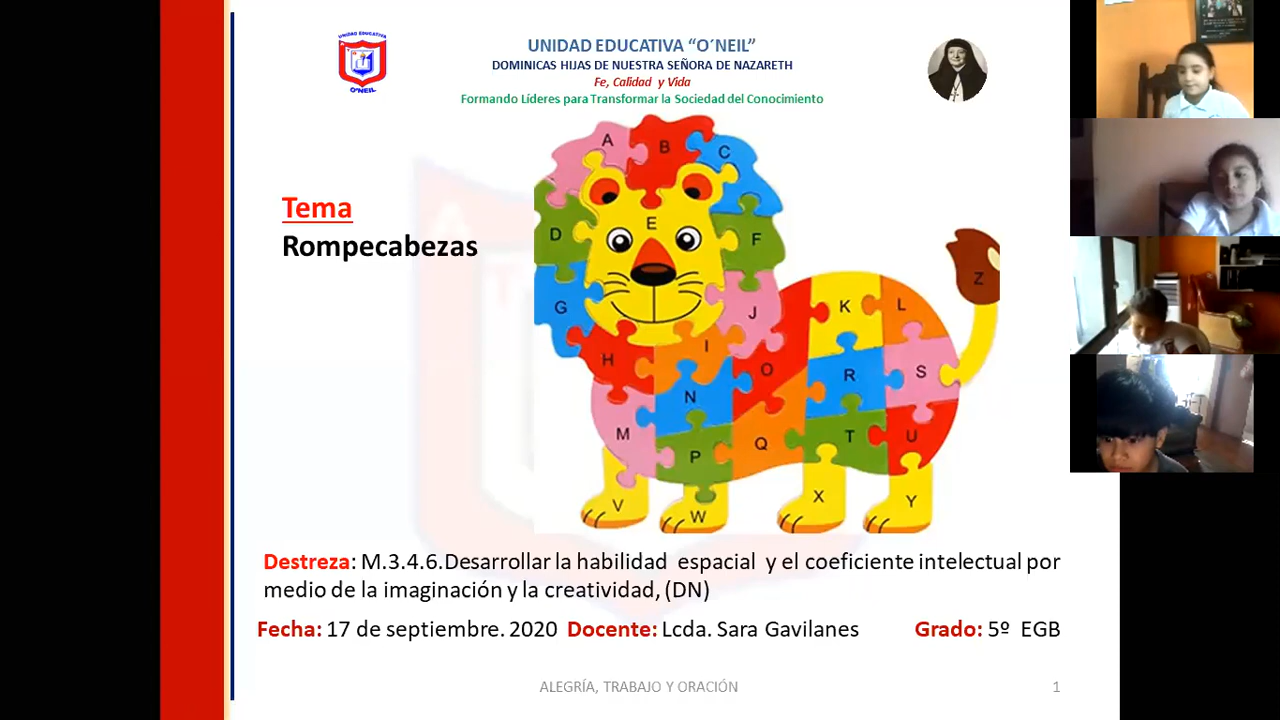 UNIDAD EDUCATIVA
O´NEIL
UNIDAD EDUCATIVA “O´NEIL”
DOMINICAS HIJAS DE NUESTRA SEÑORA DE NAZARETH
Fe, Calidad y Vida
Formando Líderes para Transformar la Sociedad del Conocimiento
Tema
Rompecabezas
A B C
D E F
G H I J
K L
M N O
P Q R S
T U
V W X Y
Z
Destreza: M.3.4.6.Desarrollar la habilidad espacial y el coeficiente intelectual por
medio de la imaginación y la creatividad, (DN)
Fecha: 17 de septiembre. 2020 Docente: Lcda. Sara Gavilanes Grado: 5º EGB
ALEGRÍA, TRABAJO Y ORACIÓN 1